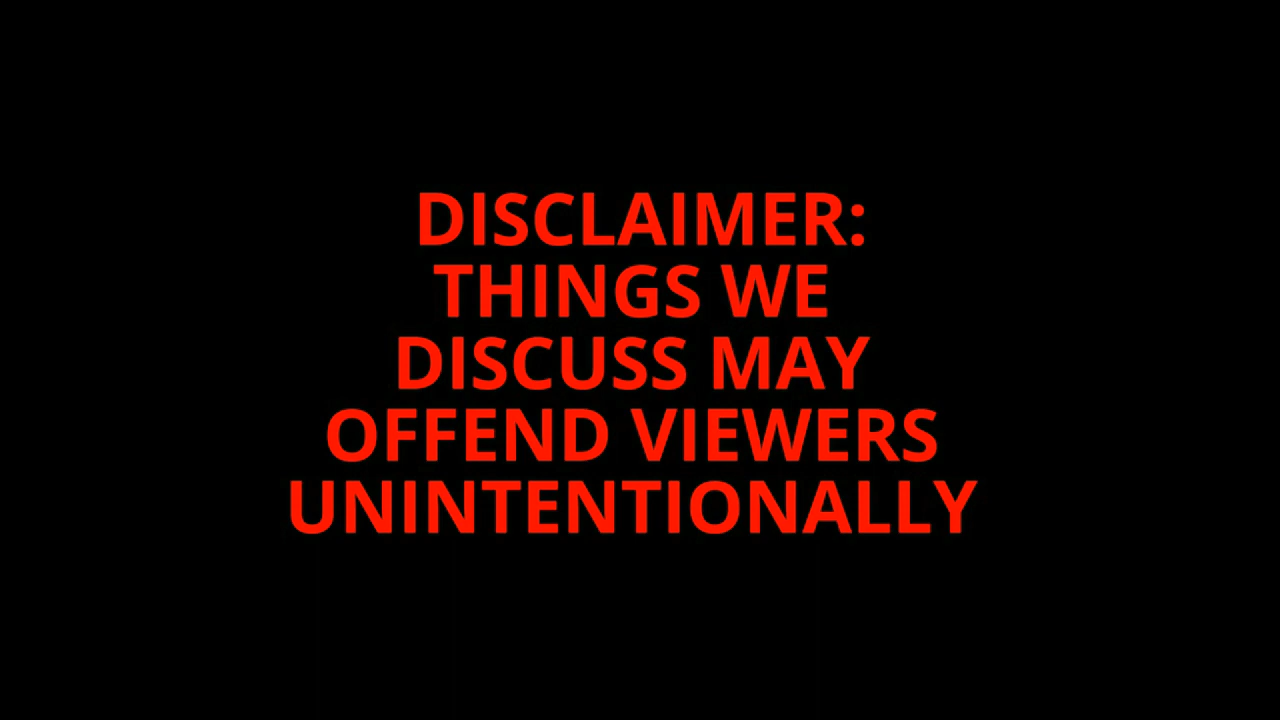 DISCLAIMER:
THINGS WE
DISCUSS MAY
OFFEND VIEWERS
UNINTENTIONALLY